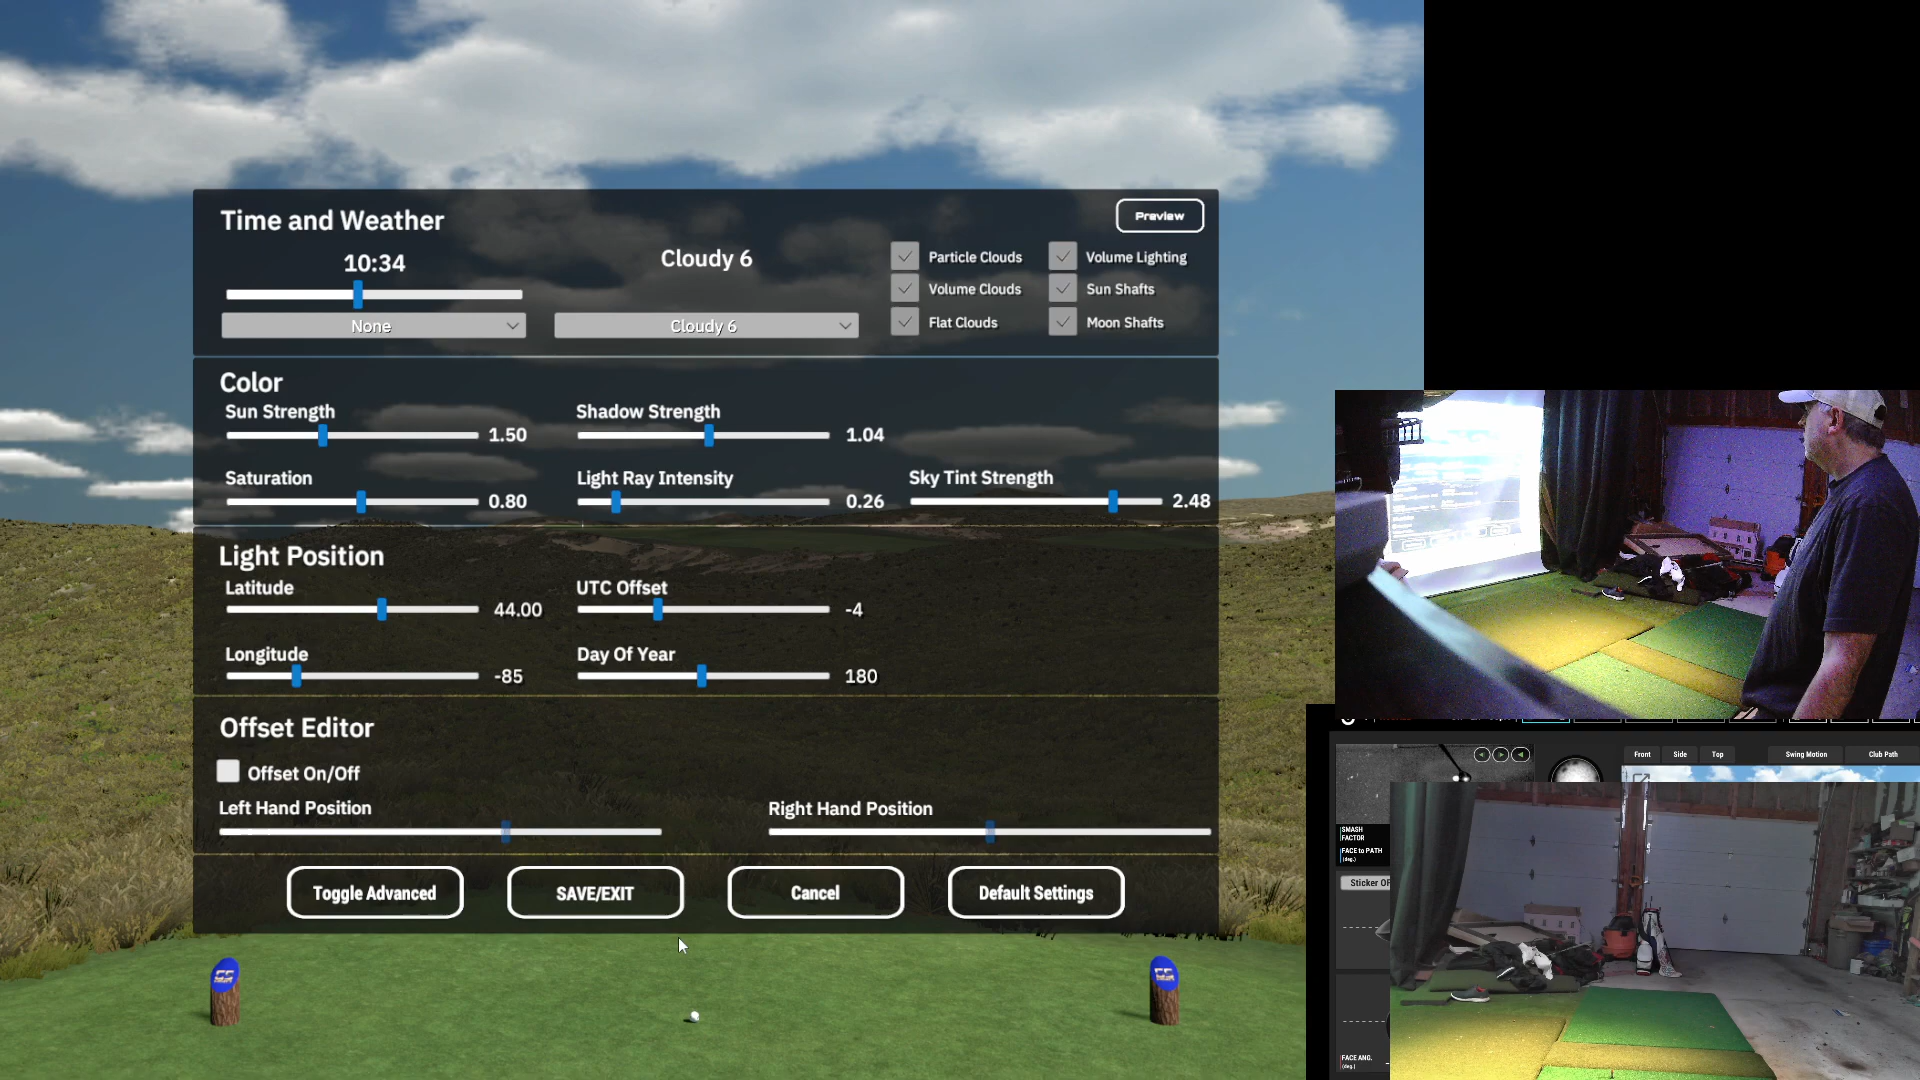 Time and Weather
Preview
10:34
Cloudy 6
None
Cloudy 6
Particle Clouds
Volume Lighting
Volume Clouds
Sun Shafts
Flat Clouds
Moon Shafts
Color
Sun Strength
1.50
Shadow Strength
1.04
Saturation
0.80
Light Ray Intensity
0.26
Sky Tint Strength
2.48
Light Position
Latitude
44.00
UTC Offset
-4
Longitude
-85
Day Of Year
180
Offset Editor
Offset On/Off
Left Hand Position
Right Hand Position
Toggle Advanced
SAVE/EXIT
Cancel
Default Settings
Front
Side
Top
Swing Motion
Club Path
SMASH
FACTOR
FACE to PATH
(deg.)
Sticker OF
FACE ANG.
(deg.)